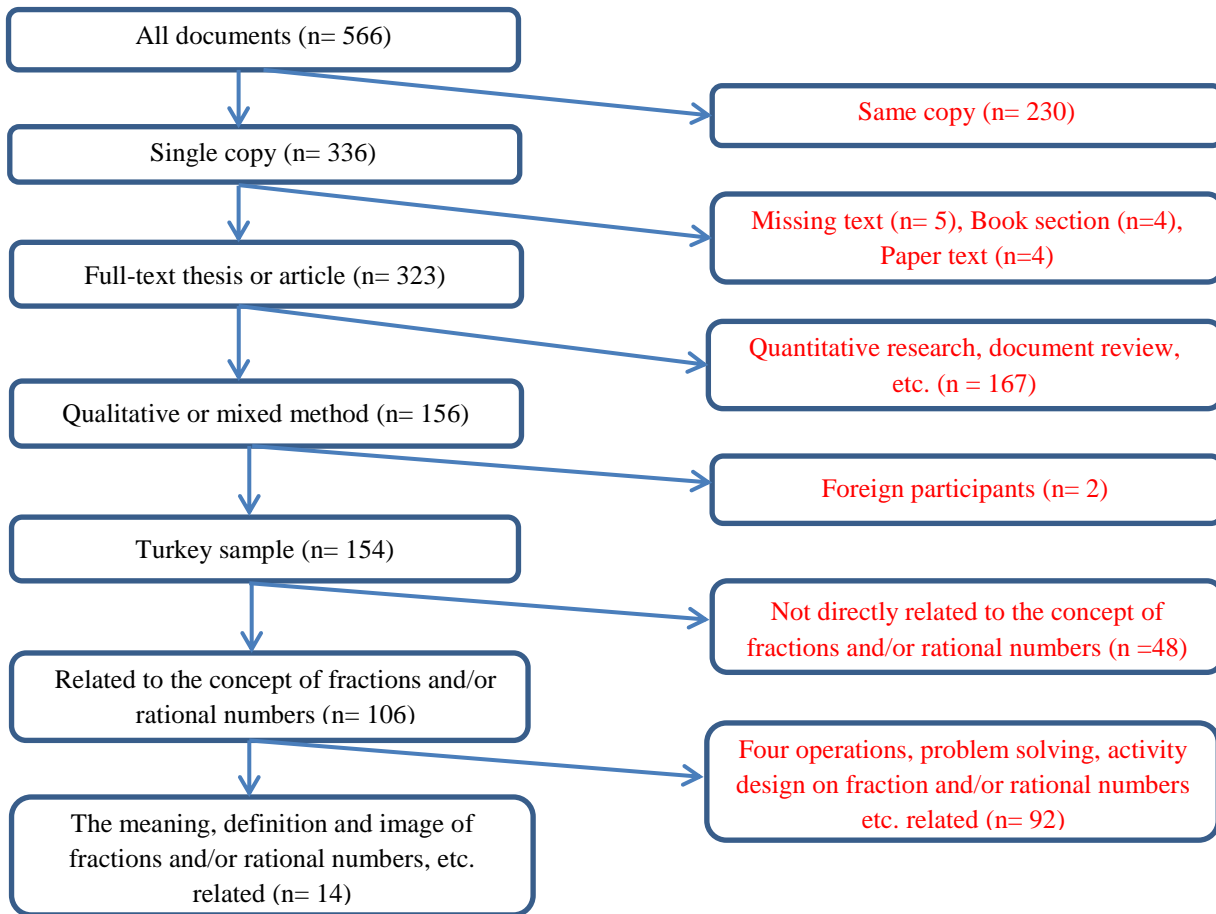 All documents (n= 566)
Same copy (n= 230)
Single copy (n= 336)
Missing text (n= 5), Book section (n=4),
Paper text (n=4)
Full-text thesis or article (n= 323)
Quantitative research, document review,
etc. (n = 167)
Qualitative or mixed method (n= 156)
Foreign participants (n= 2)
Turkey sample (n= 154)
Not directly related to the concept of
fractions and/or rational numbers (n =48)
Related to the concept of fractions and/or
rational numbers (n= 106)
Four operations, problem solving, activity
design on fraction and/or rational numbers
etc. related (n= 92)
The meaning, definition and image of
fractions and/or rational numbers, etc.
related (n= 14)